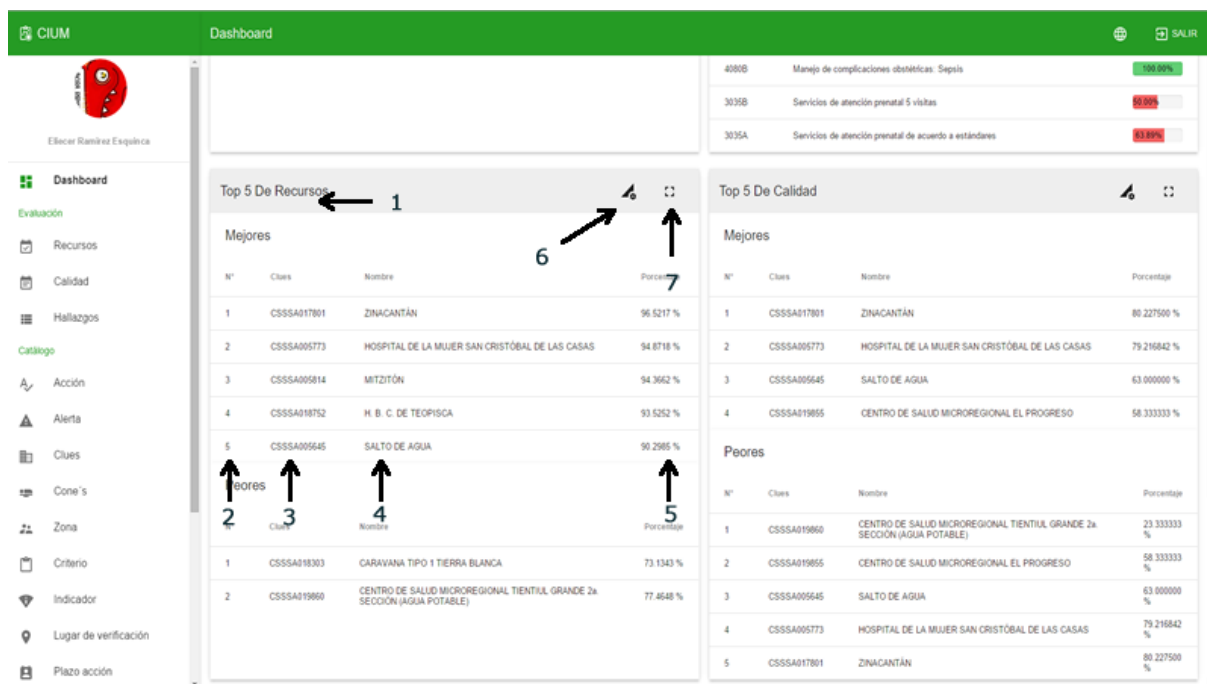 CIUM
Dashboard
SALIR
Eliecer Ramírez Esquinca
Dashboard
Evaluación
Recursos
Calidad
Hallazgos
Catálogo
Acción
Alerta
Clues
Cone´s
Zona
Criterio
Indicador
Lugar de verificación
Plazo acción
4080B Manejo de complicaciones obstétricas: Sepsis 100.00%
3035B Servicios de atención prenatal 5 visitas 50.00%
3035A Servicios de atención prenatal de acuerdo a estándares 63.89%
Top 5 De Recursos
1
6
7
Mejores
N° Clues Nombre Porcentaje
1 CSSSA017801 ZINACANTÁN 96.5217 %
2 CSSSA005773 HOSPITAL DE LA MUJER SAN CRISTÓBAL DE LAS CASAS 94.8718 %
3 CSSSA005814 MITZITÓN 94.3662 %
4 CSSSA018752 H. B. C. DE TEOPISCA 93.5252 %
5 CSSSA005645 SALTO DE AGUA 90.2985 %
Peores
2 3 4 5
N° Clues Nombre Porcentaje
1 CSSSA018303 CARAVANA TIPO 1 TIERRA BLANCA 73.1343 %
2 CSSSA019860 CENTRO DE SALUD MICROREGIONAL TIENTIUL GRANDE 2a. 77.4648 %
SECCIÓN (AGUA POTABLE)
Top 5 De Calidad
Mejores
N° Clues Nombre Porcentaje
1 CSSSA017801 ZINACANTÁN 80.227500 %
2 CSSSA005773 HOSPITAL DE LA MUJER SAN CRISTÓBAL DE LAS CASAS 79.216842 %
3 CSSSA005645 SALTO DE AGUA 63.000000 %
4 CSSSA019855 CENTRO DE SALUD MICROREGIONAL EL PROGRESO 58.333333 %
Peores
N° Clues Nombre Porcentaje
1 CSSSA019860 CENTRO DE SALUD MICROREGIONAL TIENTIUL GRANDE 2a. 23.333333
SECCIÓN (AGUA POTABLE) %
2 CSSSA019855 CENTRO DE SALUD MICROREGIONAL EL PROGRESO 58.333333
%
3 CSSSA005645 SALTO DE AGUA 63.000000
%
4 CSSSA005773 HOSPITAL DE LA MUJER SAN CRISTÓBAL DE LAS CASAS 79.216842
%
5 CSSSA017801 ZINACANTÁN 80.227500
%